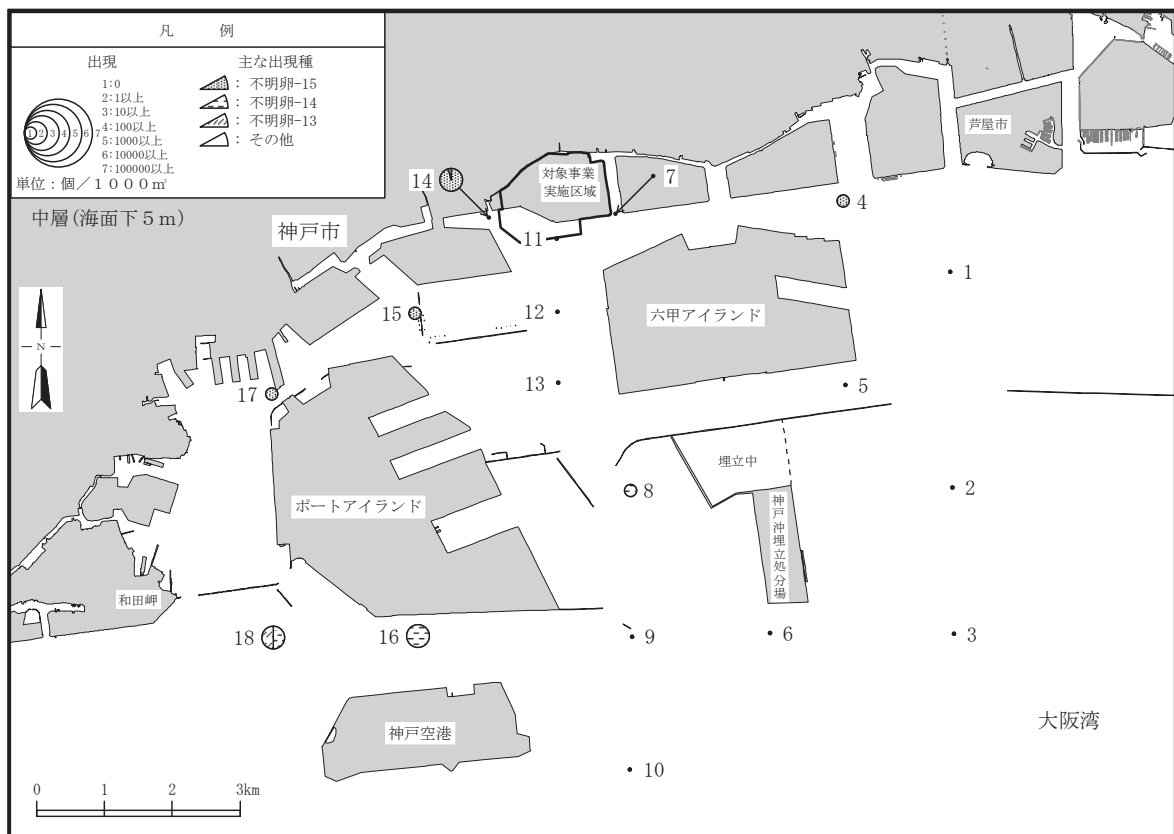 凡 例
出現
1:0
2:1以上
3:10以上
4:100以上
5:1000以上
6:10000以上
7:100000以上
1 2 3 4 5 6 7
単位:個/1000㎥
主な出現種
: 不明卵-15
: 不明卵-14
: 不明卵-13
: その他
中層(海面下5m)
芦屋市
対象事業
実施区域
14
7
4
神戸市
11
1
15
12
六甲アイランド
N
17
13
5
埋立中
8
2
ポートアイランド
神戸沖埋立処分場
和田岬
18
16
9
6
3
大阪湾
神戸空港
10
0 1 2 3km